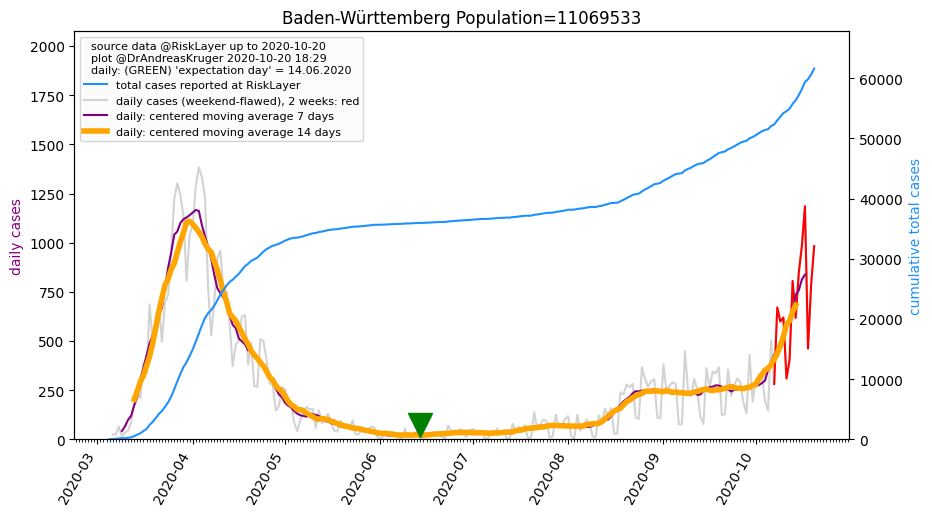 Baden-Württemberg Population=11069533
source data @RiskLayer up to 2020-10-20
plot @DrAndreasKruger 2020-10-20 18:29
daily: (GREEN) 'expectation day' = 14.06.2020
total cases reported at RiskLayer
daily cases (weekend-flawed), 2 weeks: red
daily: centered moving average 7 days
daily: centered moving average 14 days
daily cases
2000
1750
1500
1250
1000
750
500
250
0
60000
50000
40000
30000
20000
10000
0
cumulative total cases
2020-03
2020-04
2020-05
2020-06
2020-07
2020-08
2020-09
2020-10